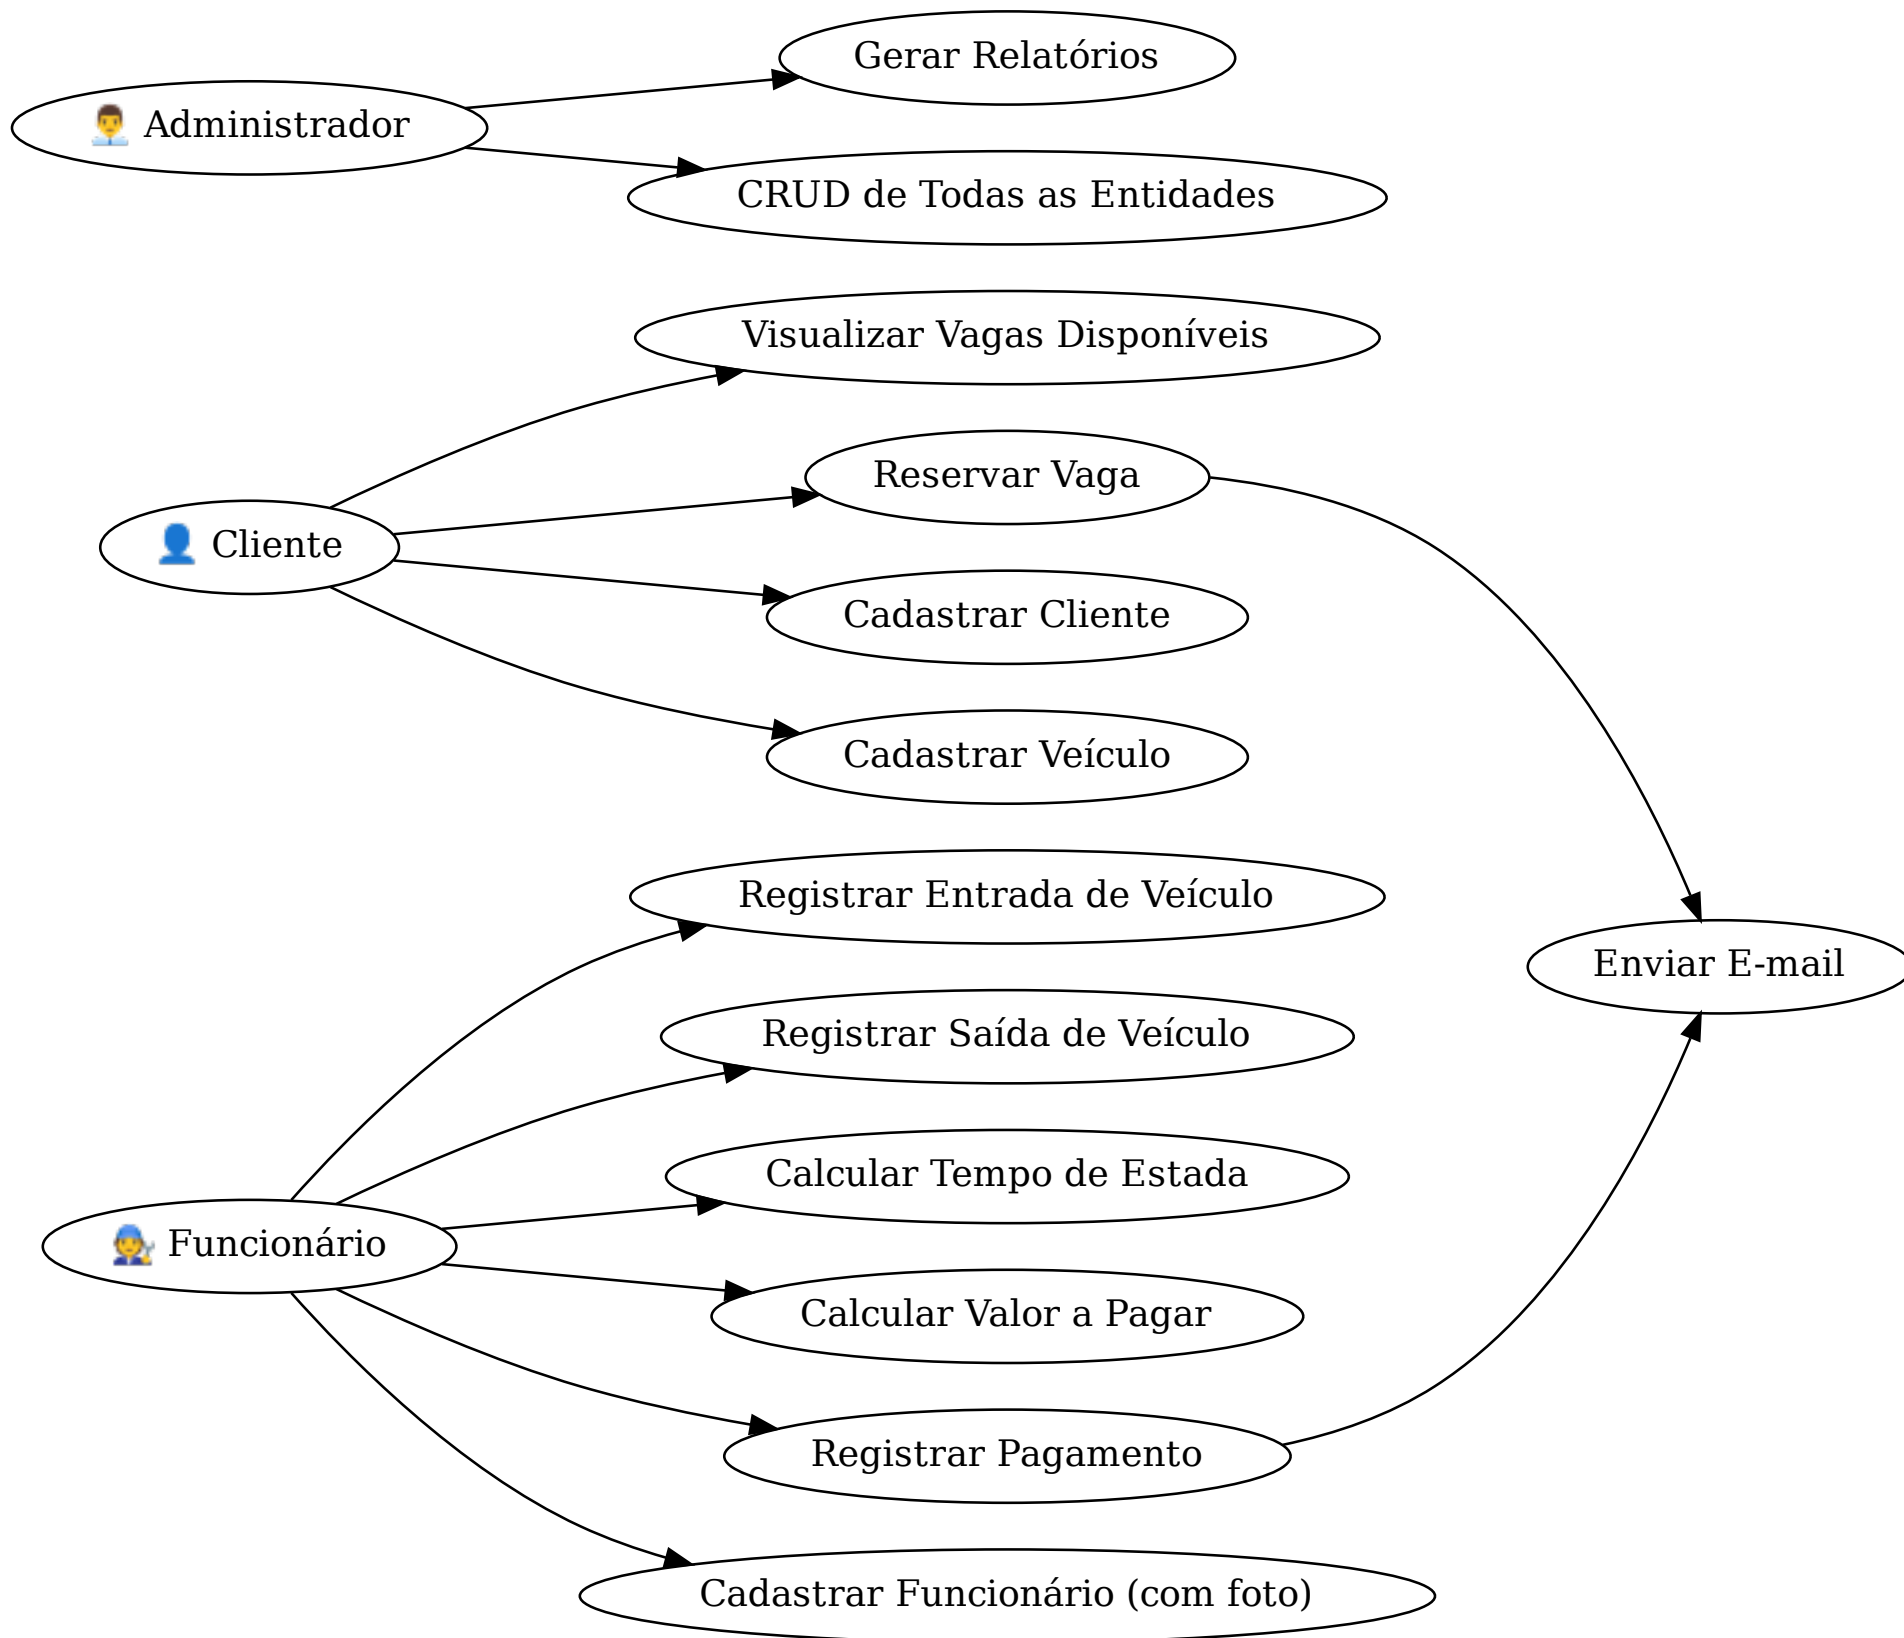 Gerar Relatórios
👨‍💼 Administrador
CRUD de Todas as Entidades
Visualizar Vagas Disponíveis
Reservar Vaga
👤 Cliente
Cadastrar Cliente
Cadastrar Veículo
Registrar Entrada de Veículo
Enviar E-mail
Registrar Saída de Veículo
Calcular Tempo de Estada
👨‍🔧 Funcionário
Calcular Valor a Pagar
Registrar Pagamento
Cadastrar Funcionário (com foto)